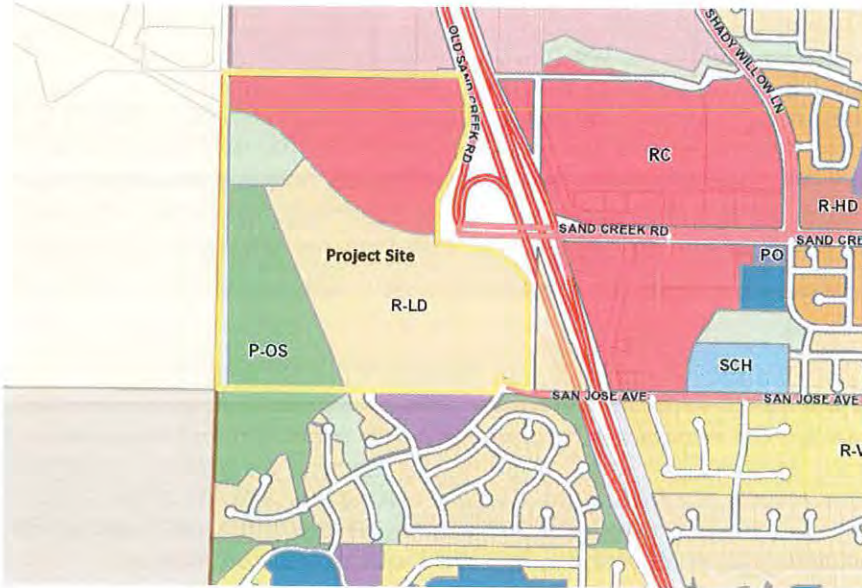 SHADY WILLOW LN
OLD SAND CREEK RD
RC
R-HD
SAND CREEK RD
SAND CRE
PO
Project Site
R-LD
P-OS
SCH
SAN JOSE AVE
SAN JOSE AVE
R-V